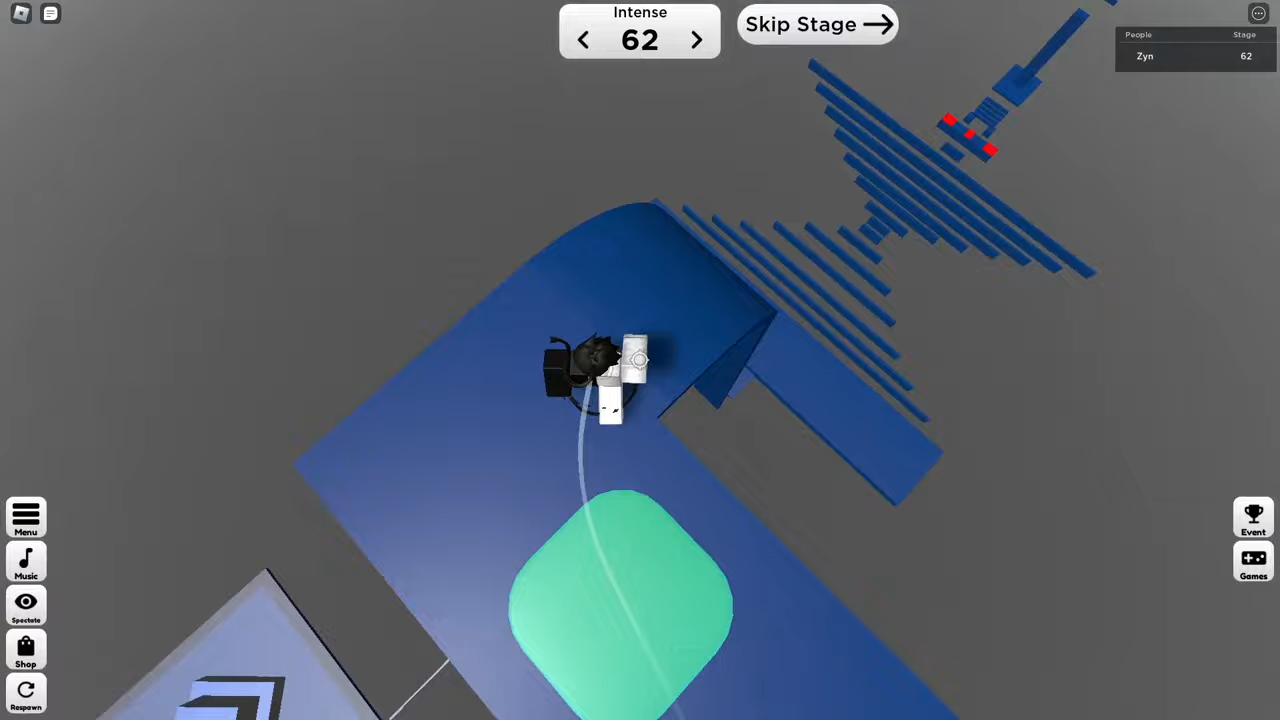 Intense
62
Skip Stage
People Stage
Zyn 62
Menu
Music
Spectate
Shop
Respawn
Event
Games